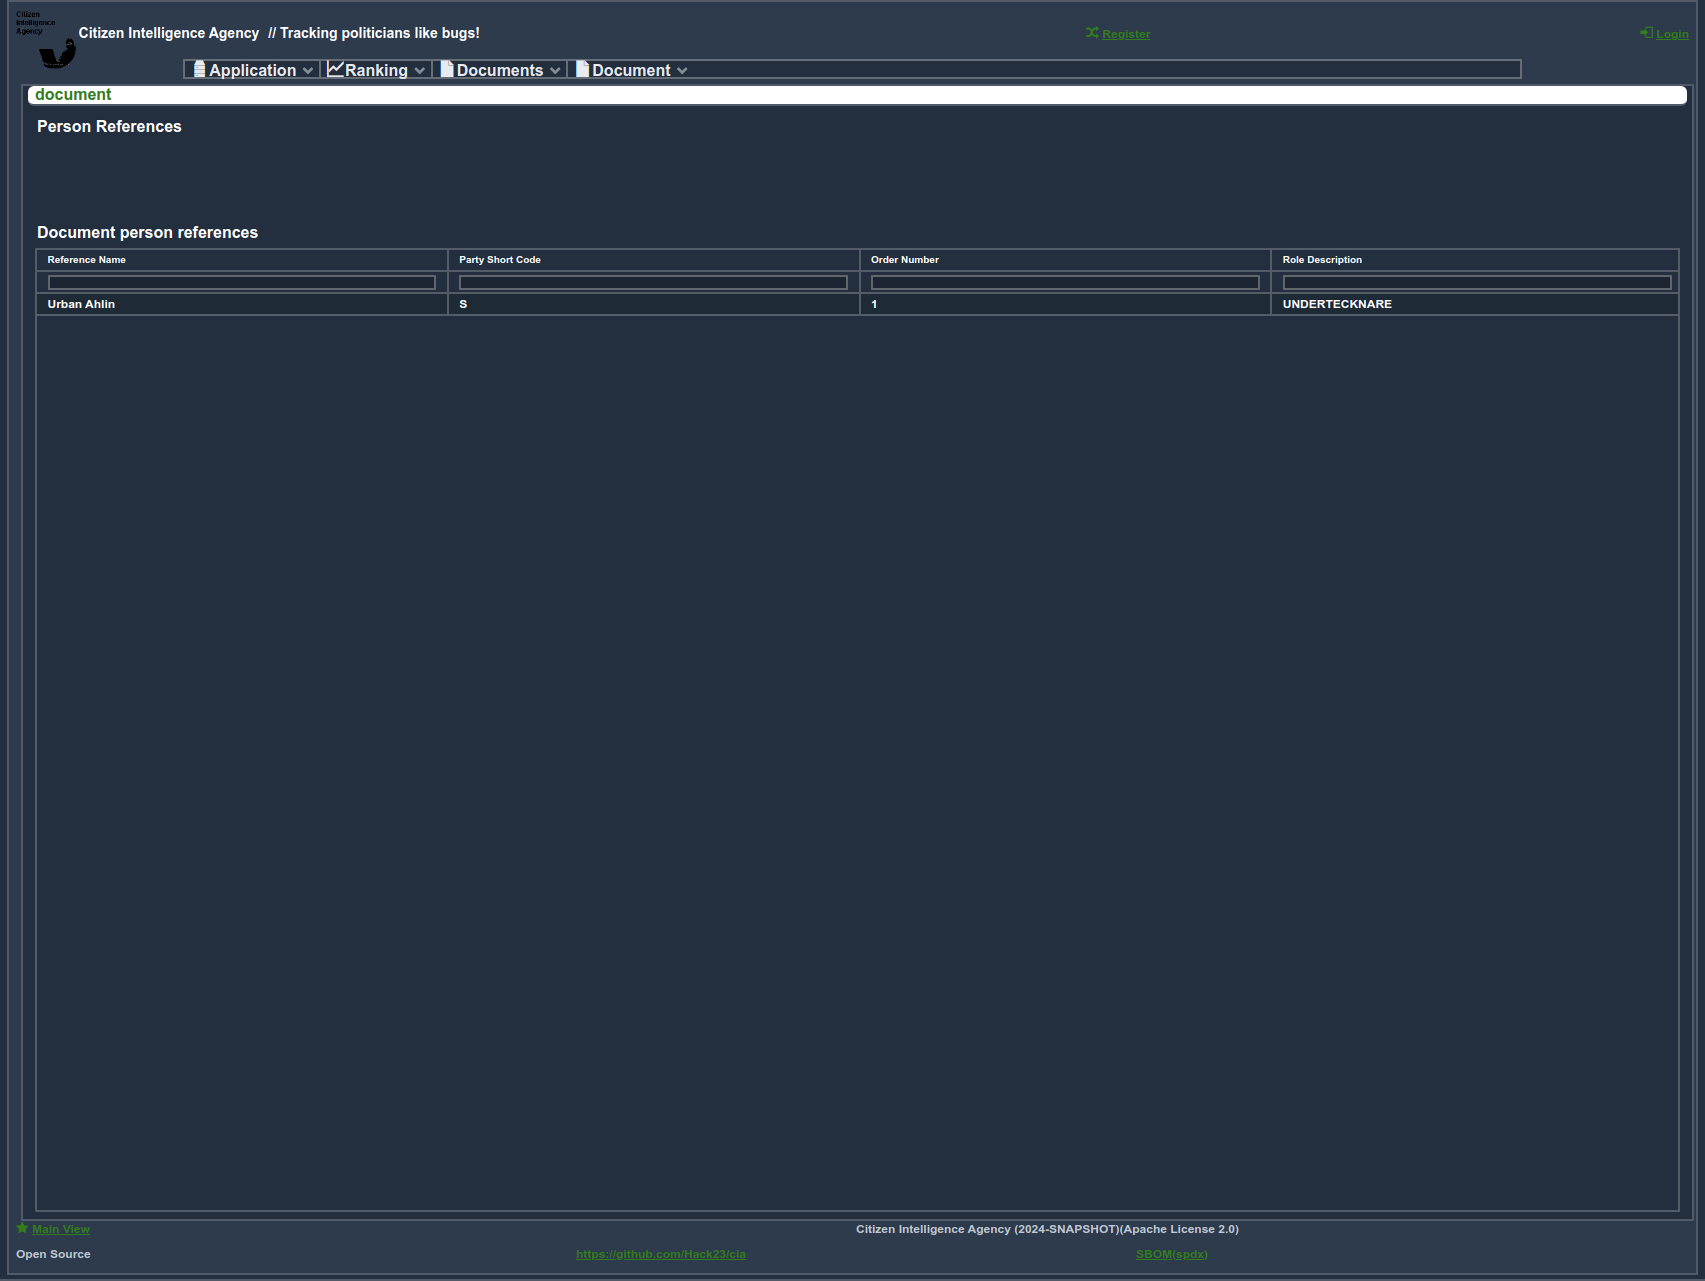 Citizen
Intelligence
Agency
Citizen Intelligence Agency // Tracking politicians like bugs!
Register
Login
Application
Ranking
Documents
Document
document
Person References
Document person references
Reference Name
Party Short Code
Order Number
Role Description
Urban Ahlin
S
1
UNDERTECKNARE
Main View
Citizen Intelligence Agency (2024-SNAPSHOT)(Apache License 2.0)
Open Source
https://github.com/Hack23/cia
SBOM(spdx)